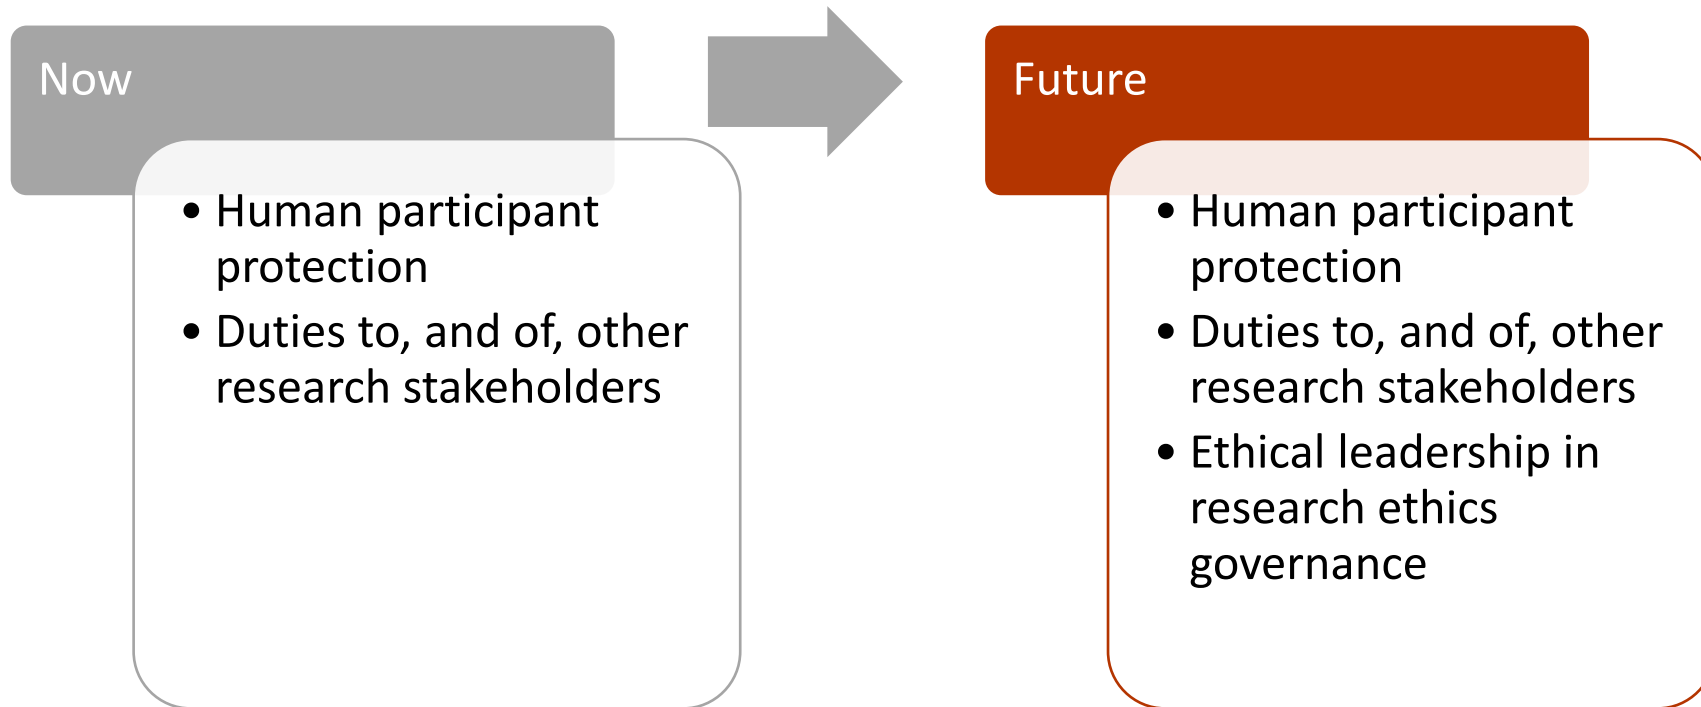 Now
• Human participant
protection
• Duties to, and of, other
research stakeholders
Future
• Human participant
protection
• Duties to, and of, other
research stakeholders
• Ethical leadership in
research ethics
governance